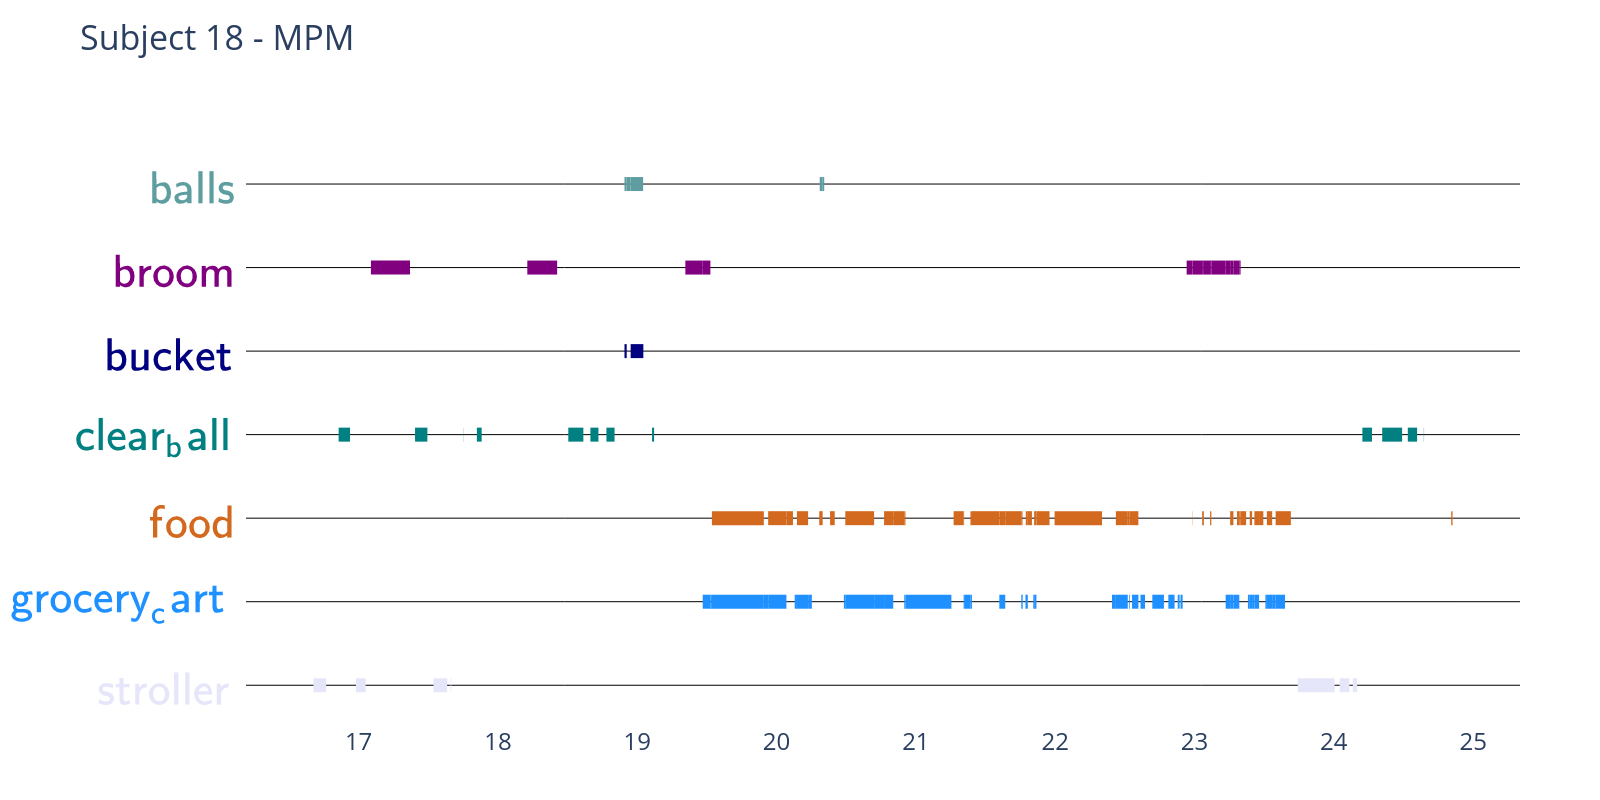 Subject 18 - MPM
balls
broom
bucket
clear_ball
food
grocery_cart
stroller
17 18 19 20 21 22 23 24 25